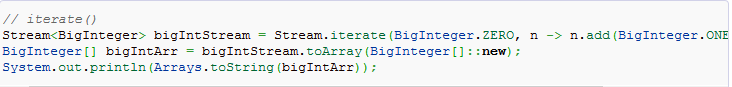 // iterate()
Stream<BigInteger> bigIntStream = Stream.iterate(BigInteger.ZERO, n -> n.add(BigInteger.ONE
BigInteger[] bigIntArr = bigIntStream.toArray(BigInteger[]::new);
System.out.println(Arrays.toString(bigIntArr));